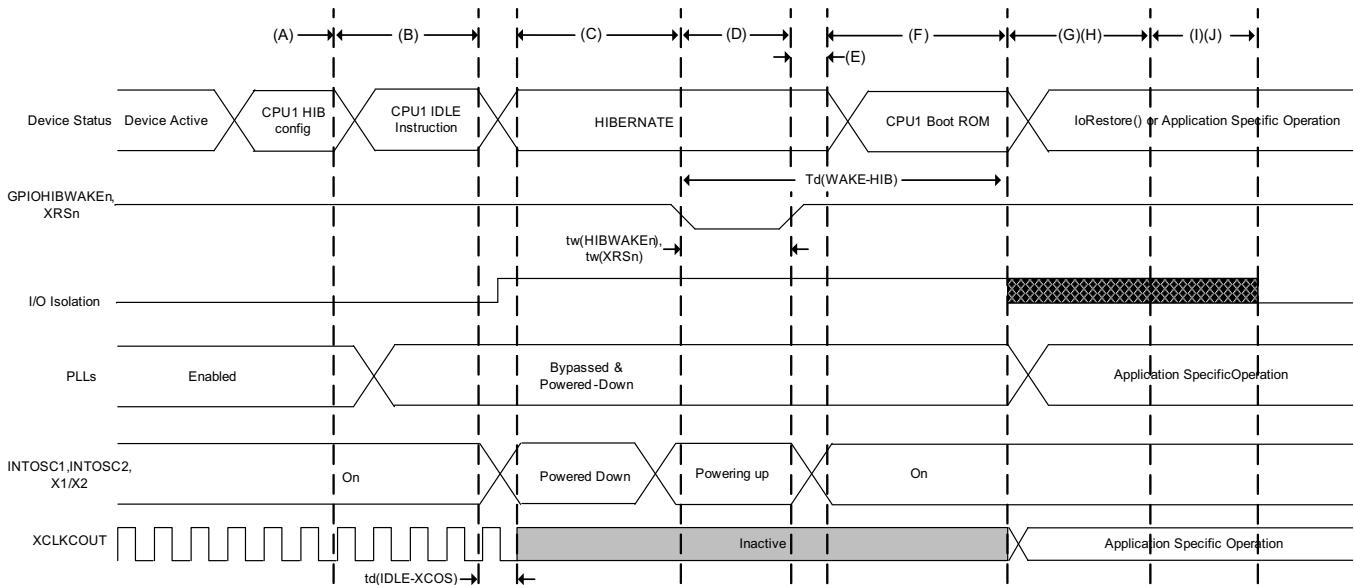 (A)
(B)
(C)
(D)
(E)
(F)
(G)(H)
(I)(J)
Device Status
Device Active
CPU1 HIB
config
CPU1 IDLE
Instruction
HIBERNATE
CPU1 Boot ROM
IoRestore() or Application Specific Operation
Td(WAKE-HIB)
GPIOHIBWAKEn,
XRSn
tw(HIBWAKEn),
tw(XRSn)
I/O Isolation
PLLs
Enabled
Bypassed &
Powered-Down
Application SpecificOperation
INTOSC1,INTOSC2,
X1/X2
On
Powered Down
Powering up
On
XCLKCOUT
Inactive
Application Specific Operation
td(IDLE-XCOS)